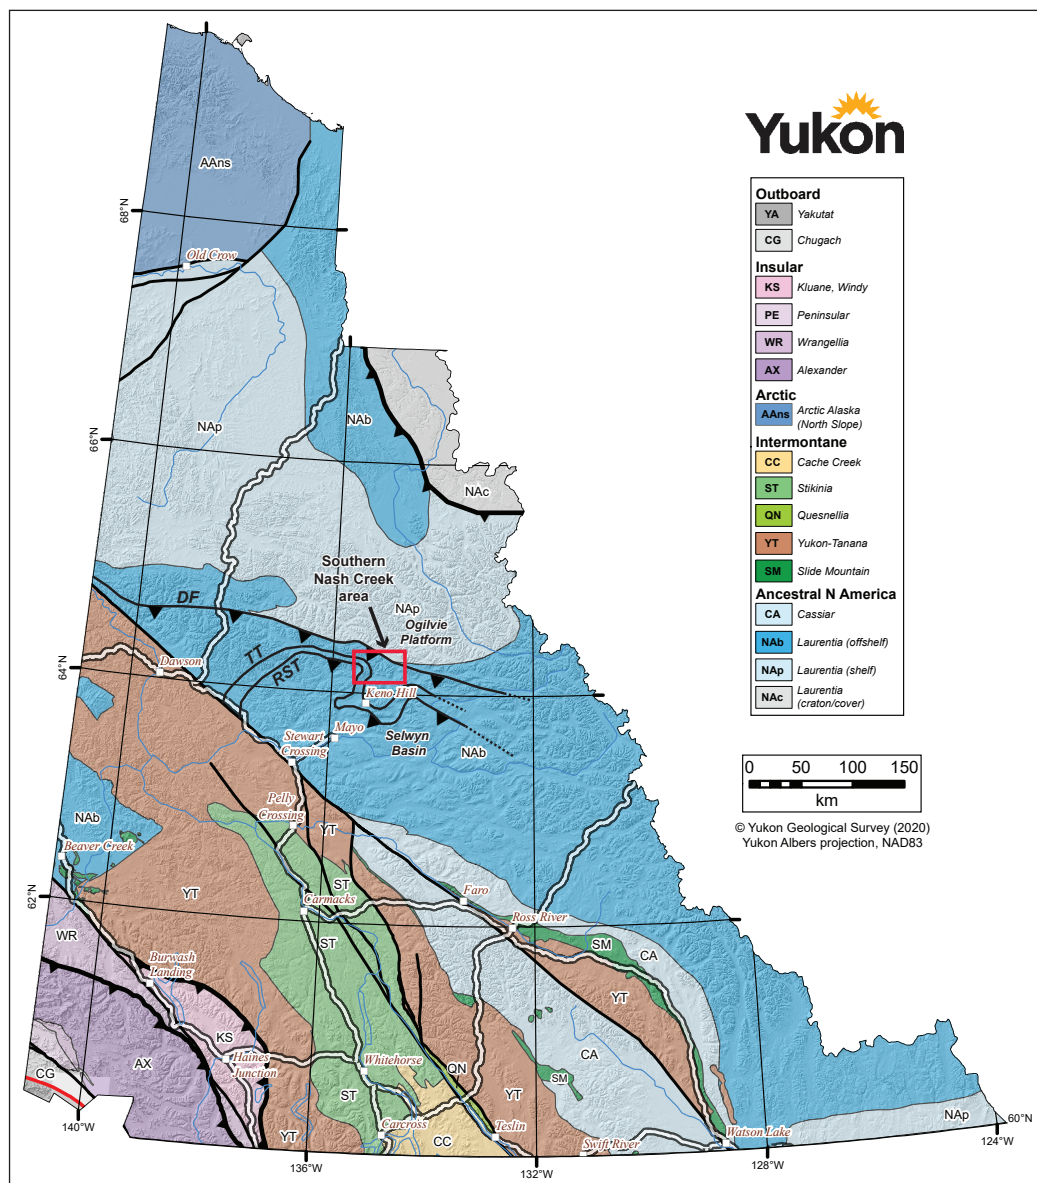 Yukon
Outboard
YA Yakutat
CG Chugach
Insular
KS Kluane, Windy
PE Peninsular
WR Wrangellia
AX Alexander
Arctic
AAns Arctic Alaska
(North Slope)
Intermontane
CC Cache Creek
ST Stikinia
QN Quesnellia
YT Yukon-Tanana
SM Slide Mountain
Ancestral N America
CA Cassiar
NAb Laurentia (offshelf)
NAp Laurentia (shelf)
NAc Laurentia
(craton/cover)
0 50 100 150
km
© Yukon Geological Survey (2020)
Yukon Albers projection, NAD83
AAns
68°N
Old Crow
NAp
NAb
66°N
NAc
Southern
Nash Creek
area
DF
NAp
Ogilvie
Platform
TT
RST
Dawson
64°N
Keno Hill
Mayo
Selwyn
Basin
NAb
Stewart
Crossing
Pelly
Crossing
NAb
YT
Beaver Creek
YT
ST
Faro
62°N
Carmacks
Ross River
WR
ST
SM
CA
Burwash
Landing
YT
KS
AX
Haines
Junction
CA
Whitehorse
QN
SM
CG
ST
YT
NAp
YT
Carcross
CC
Teslin
Swift River
Watson Lake
60°N
140°W
136°W
132°W
128°W
124°W